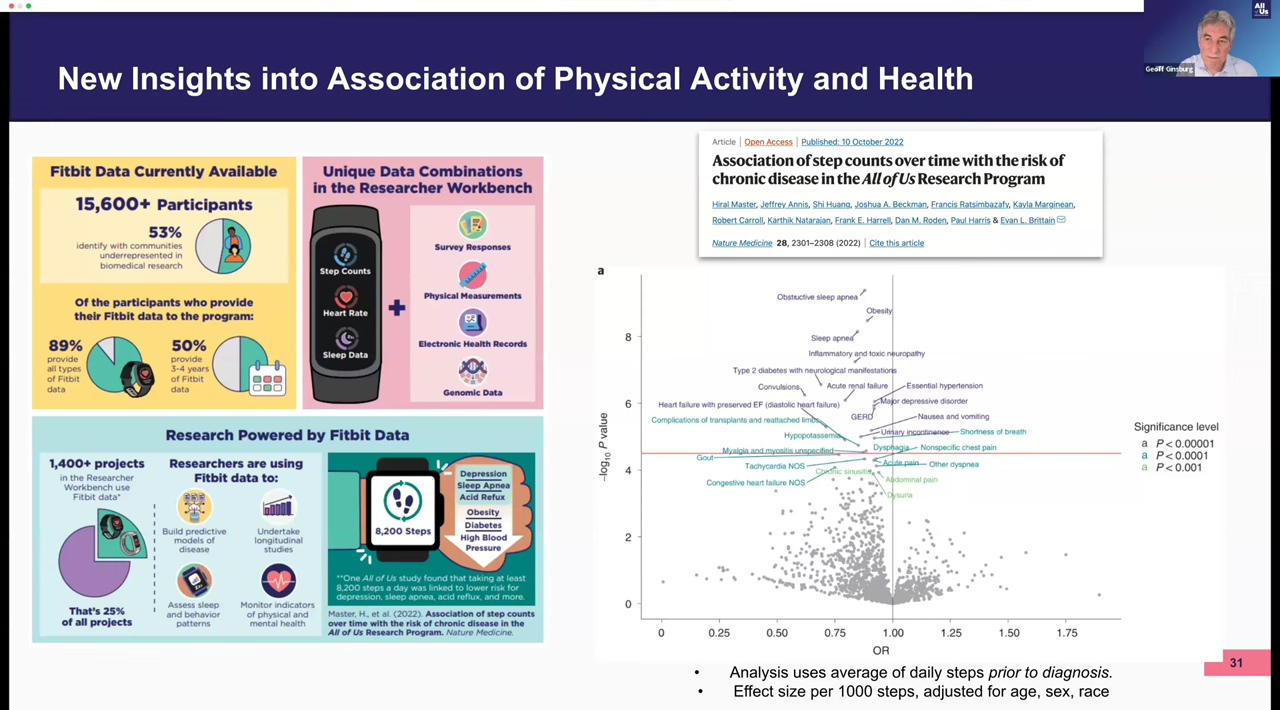 All
of Us
Geoff Ginsburg
New Insights into Association of Physical Activity and Health
Fitbit Data Currently Available
15,600+ Participants
53%
identify with communities
underrepresented in
biomedical research
Of the participants who provide
their Fitbit data to the program:
89%
provide
all types
of Fitbit
data
50%
provide
3-4 years
of Fitbit
data
Unique Data Combinations
in the Researcher Workbench
Step Counts
Heart Rate
Sleep Data
+
Survey Responses
Physical Measurements
Electronic Health Records
Genomic Data
Research Powered by Fitbit Data
1,400+ projects
in the Researcher
Workbench use
Fitbit data*
That's 25%
of all projects
Researchers are using
Fitbit data to:
Build predictive
models of
disease
Undertake
longitudinal
studies
Assess sleep
and behavior
patterns
Monitor indicators
of physical and
mental health
8,200 Steps
Depression
Sleep Apnea
Acid Refux
Obesity
Diabetes
High Blood
Pressure
**One All of Us study found that taking at least
8,200 steps a day was linked to lower risk for
depression, sleep apnea, acid reflux, and more.
Master, H., et al. (2022). Association of step counts
over time with the risk of chronic disease in the
All of Us Research Program. Nature Medicine.
Article | Open Access | Published: 10 October 2022
Association of step counts over time with the risk of
chronic disease in the All of Us Research Program
Hiral Master, Jeffrey Annis, Shi Huang, Joshua A. Beckman, Francis Ratsimbazafy, Kayla Marginean,
Robert Carroll, Karthik Natarajan, Frank E. Harrell, Dan M. Roden, Paul Harris & Evan L. Brittain
Nature Medicine 28, 2301–2308 (2022) | Cite this article
a
Obstructive sleep apnea
Obesity
Sleep apnea
Inflammatory and toxic neuropathy
Type 2 diabetes with neurological manifestations
Convulsions
Acute renal failure
Essential hypertension
Heart failure with preserved EF (diastolic heart failure)
Major depressive disorder
GERD
Nausea and vomiting
Complications of transplants and reattached limbs
Hypopotassemia
Urinary incontinence
Shortness of breath
Myalgia and myositis unspecified
Dysphagia
Nonspecific chest pain
Gout
Tachycardia NOS
Acute pain
Other dyspnea
Chronic sinusitis
Congestive heart failure NOS
Abdominal pain
Dysuria
−log10 P value
8
6
4
2
0
0
0.25
0.50
0.75
1.00
1.25
1.50
1.75
OR
Significance level
a P < 0.00001
a P < 0.0001
a P < 0.001
• Analysis uses average of daily steps prior to diagnosis.
• Effect size per 1000 steps, adjusted for age, sex, race
31